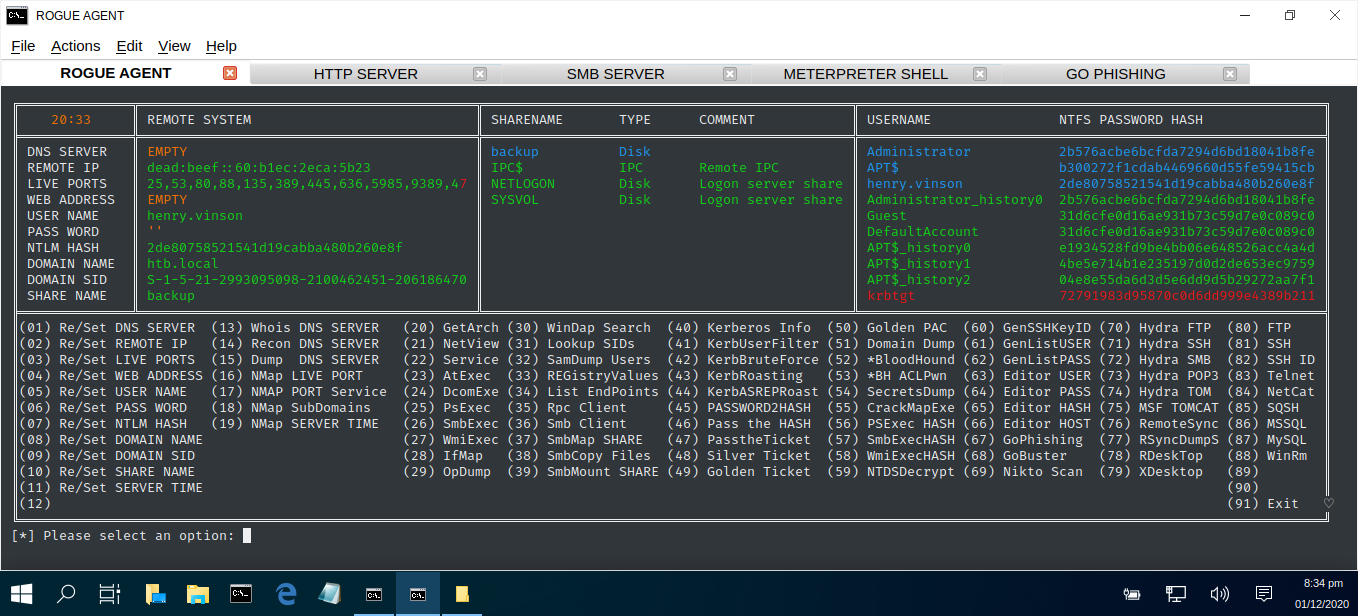 ROGUE AGENT
File Actions Edit View Help
ROGUE AGENT HTTP SERVER SMB SERVER METERPRETER SHELL GO PHISHING
20:33 REMOTE SYSTEM SHARENAME TYPE COMMENT USERNAME NTFS PASSWORD HASH
DNS SERVER EMPTY backup Disk Administrator 2b576acbe6bcfda7294d6bd18041b8fe
REMOTE IP dead:beef::60:b1ec:2eca:5b23 IPC$ IPC Remote IPC APT$ b300272f1cdab4469660d55fe59415cb
LIVE PORTS 25,53,80,88,135,389,445,636,5985,9389,47 NETLOGON Disk Logon server share henry.vinson 2de80758521541d19cabba480b260e8f
WEB ADDRESS EMPTY SYSVOL Disk Logon server share Administrator_history0 2b576acbe6bcfda7294d6bd18041b8fe
USER NAME henry.vinson Guest 31d6cfe0d16ae931b73c59d7e0c089c0
PASS WORD '' DefaultAccount 31d6cfe0d16ae931b73c59d7e0c089c0
NTLM HASH 2de80758521541d19cabba480b260e8f APT$_history0 e1934528fd9be4bb06e648526acc4a4d
DOMAIN NAME htb.local APT$_history1 4be5e714b1e235197d0d2de653ec9759
DOMAIN SID S-1-5-21-2993095098-2100462451-206186470 APT$_history2 04e8e55da6d3d5e6dd9d5b29272aa7f1
SHARE NAME backup krbtgt 72791983d95870c0d6dd999e4389b211
(01) Re/Set DNS SERVER (13) Whois DNS SERVER (20) GetArch (30) WinDap Search (40) Kerberos Info (50) Golden PAC (60) GenSSHKeyID (70) Hydra FTP (80) FTP
(02) Re/Set REMOTE IP (14) Recon DNS SERVER (21) NetView (31) Lookup SIDs (41) KerbUserFilter (51) Domain Dump (61) GenListUSER (71) Hydra SSH (81) SSH
(03) Re/Set LIVE PORTS (15) Dump DNS SERVER (22) Service (32) SamDump Users (42) KerbBruteForce (52) *BloodHound (62) GenListPASS (72) Hydra SMB (82) SSH ID
(04) Re/Set WEB ADDRESS (16) NMap LIVE PORT (23) AtExec (33) REGistryValues (43) KerbRoasting (53) *BH ACLPwn (63) Editor USER (73) Hydra POP3 (83) Telnet
(05) Re/Set USER NAME (17) NMAP PORT Service (24) DcomExe (34) List EndPoints (44) KerbASREPRoast (54) SecretsDump (64) Editor PASS (74) Hydra TOM (84) NetCat
(06) Re/Set PASS WORD (18) NMap SubDomains (25) PsExec (35) Rpc Client (45) PASSWORD2HASH (55) CrackMapExe (65) Editor HASH (75) MSF TOMCAT (85) SQSH
(07) Re/Set NTLM HASH (19) NMap SERVER TIME (26) SmbExec (36) Smb Client (46) Pass the HASH (56) PSExec HASH (66) Editor HOST (76) RemoteSync (86) MSSQL
(08) Re/Set DOMAIN NAME (27) WmiExec (37) SmbMap SHARE (47) PasstheTicket (57) SmbExecHASH (67) GoPhishing (77) RSyncDumpS (87) MySQL
(09) Re/Set DOMAIN SID (28) IfMap (38) SmbCopy Files (48) Silver Ticket (58) WmiExecHASH (68) GoBuster (78) RDeskTop (88) WinRm
(10) Re/Set SHARE NAME (29) OpDump (39) SmbMount SHARE (49) Golden Ticket (59) NTDSDecrypt (69) Nikto Scan (79) XDesktop (89)
(11) Re/Set SERVER TIME (90)
(12) (91) Exit
[*] Please select an option:
8:34 pm
01/12/2020